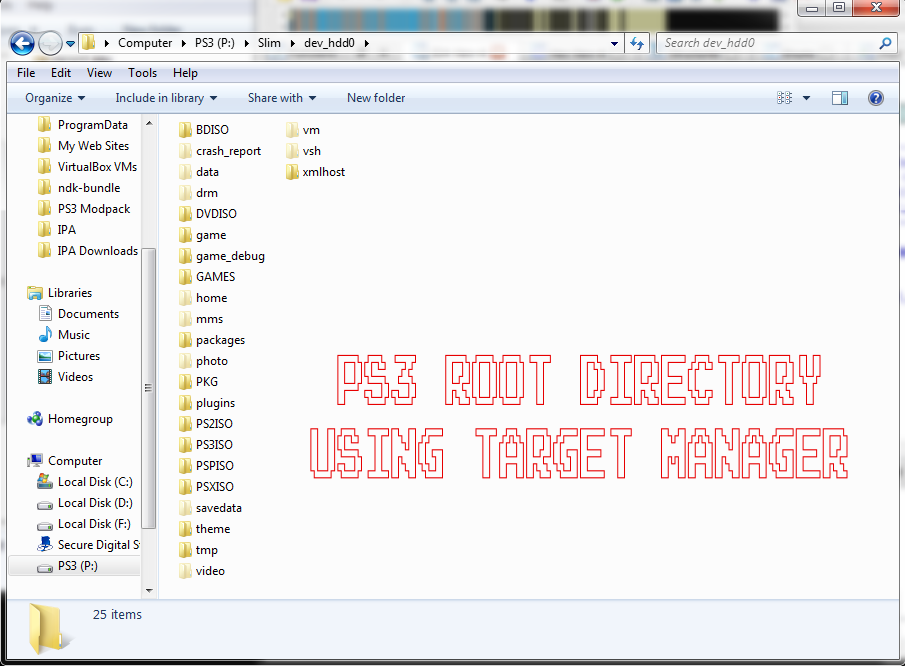 Computer PS3 (P:) Slim dev_hdd0
Search dev_hdd0
File Edit View Tools Help
Organize Include in library Share with New folder
ProgramData
My Web Sites
VirtualBox VMs
ndk-bundle
PS3 Modpack
IPA
IPA Downloads
Libraries
Documents
Music
Pictures
Videos
Homegroup
Computer
Local Disk (C:)
Local Disk (D:)
Local Disk (F:)
Secure Digital S
PS3 (P:)
BDISO
crash_report
data
drm
DVDISO
game
game_debug
GAMES
home
mms
packages
photo
PKG
plugins
PS2ISO
PS3ISO
PSPISO
PSXISO
savedata
theme
tmp
video
vm
vsh
xmlhost
PS3 ROOT DIRECTORY
USING TARGET MANAGER
25 items